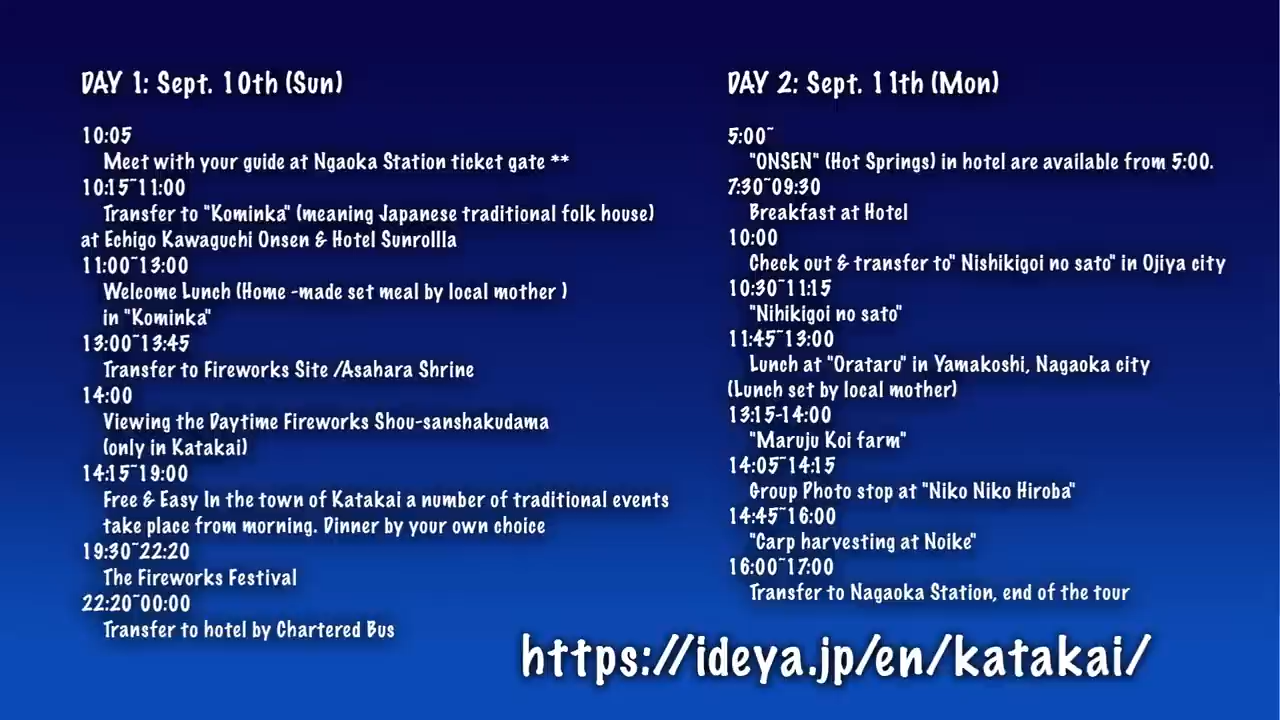 DAY 1: Sept. 10th (Sun)
10:05
Meet with your guide at Ngaoka Station ticket gate **
10:15~11:00
Transfer to "Kominka" (meaning Japanese traditional folk house)
at Echigo Kawaguchi Onsen & Hotel Sunrollla
11:00~13:00
Welcome Lunch (Home -made set meal by local mother )
in "Kominka"
13:00~13:45
Transfer to Fireworks Site /Asahara Shrine
14:00
Viewing the Daytime Fireworks Shou-sanshakudama
(only in Katakai)
14:15~19:00
Free & Easy In the town of Katakai a number of traditional events
take place from morning. Dinner by your own choice
19:30~22:20
The Fireworks Festival
22:20~00:00
Transfer to hotel by Chartered Bus
DAY 2: Sept. 11th (Mon)
5:00~
"ONSEN" (Hot Springs) in hotel are available from 5:00.
7:30~09:30
Breakfast at Hotel
10:00
Check out & transfer to" Nishikigoi no sato" in Ojiya city
10:30~11:15
"Nihikigoi no sato"
11:45~13:00
Lunch at "Orataru" in Yamakoshi, Nagaoka city
(Lunch set by local mother)
13:15-14:00
"Maruju Koi farm"
14:05~14:15
Group Photo stop at "Niko Niko Hiroba"
14:45~16:00
"Carp harvesting at Noike"
16:00~17:00
Transfer to Nagaoka Station, end of the tour
https://ideya.jp/en/katakai/